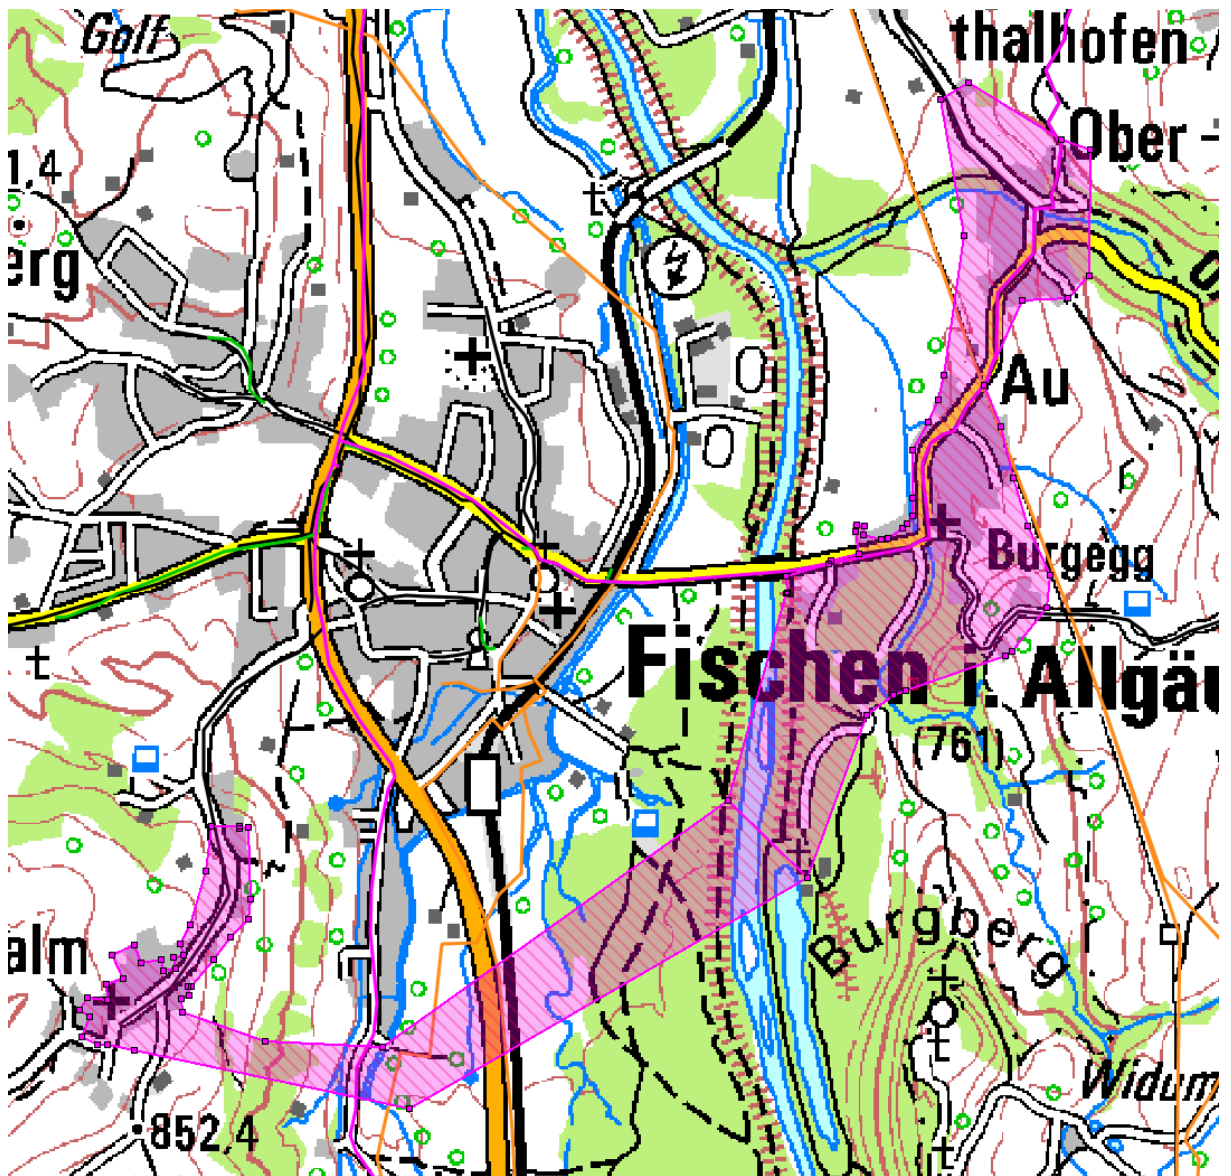 Golf
thalhofen
Ober-
1,4
erg
Au
Burgegg
Fischen i. Allgäu
(761)
alm
Burgberg
Widum
852,4